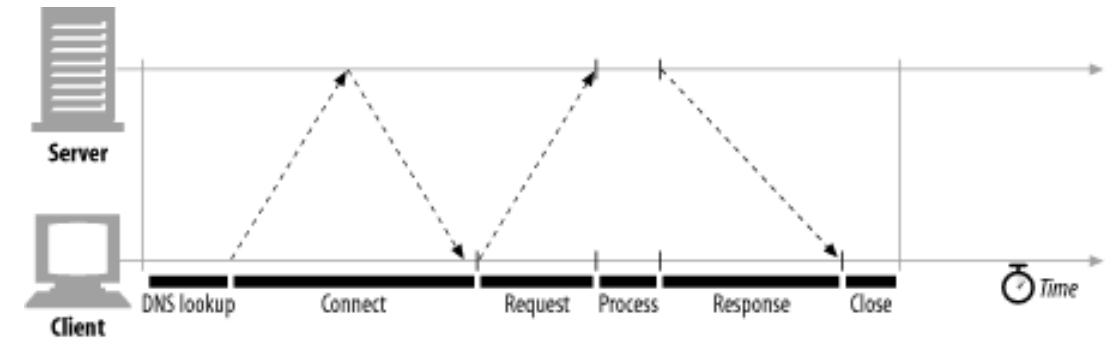 Server
Client
DNS lookup
Connect
Request
Process
Response
Close
Time